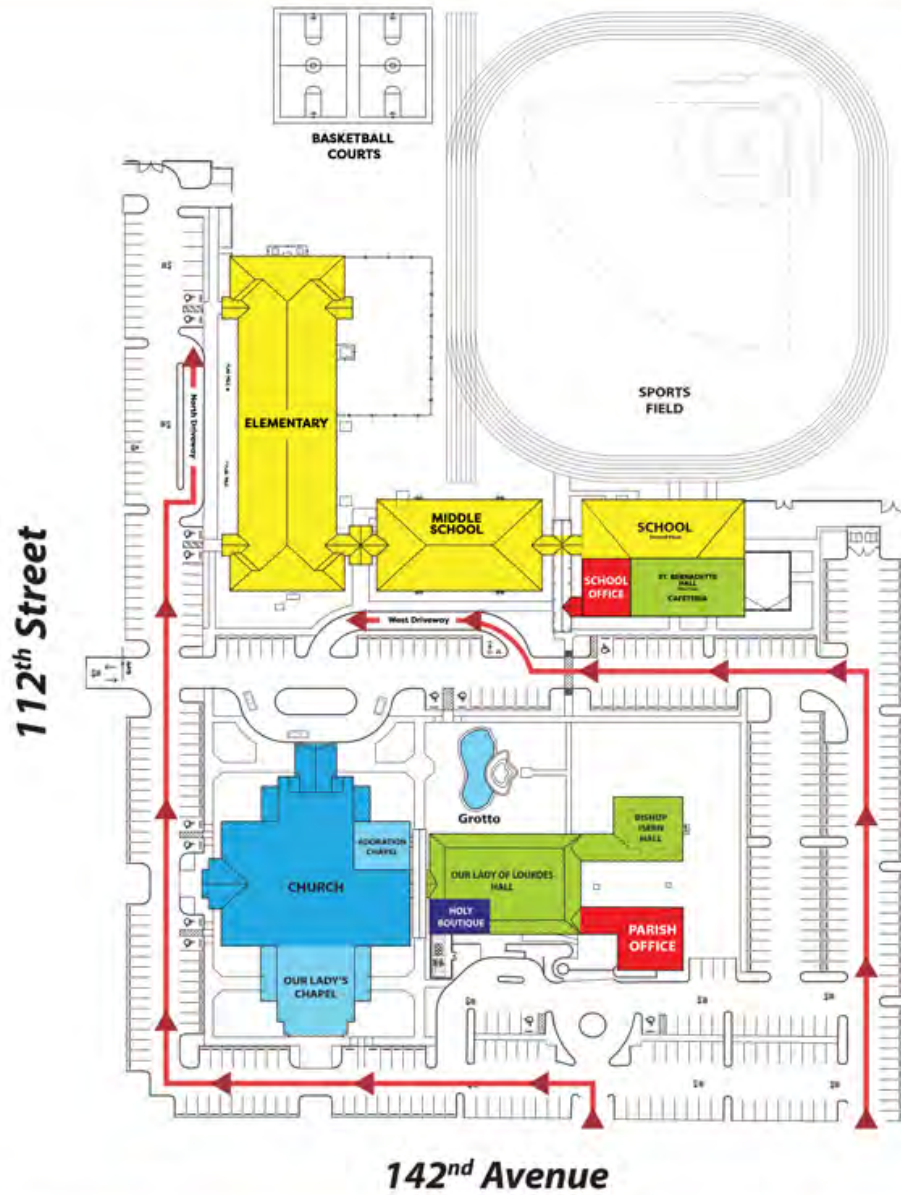 BASKETBALL
COURTS
SPORTS
FIELD
North Driveway
ELEMENTARY
MIDDLE
SCHOOL
SCHOOL
SCHOOL
OFFICE
ST. BERNADETTE
HALL
CAFETERIA
West Driveway
112th Street
Grotto
BISHOP
ISERN
HALL
ADORATION
CHAPEL
CHURCH
OUR LADY OF LOURDES
HALL
HOLY
BOUTIQUE
PARISH
OFFICE
OUR LADY'S
CHAPEL
142nd Avenue